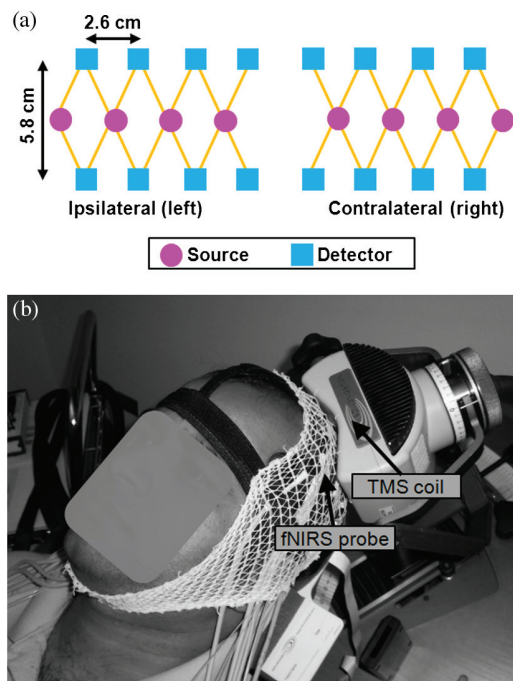 (a)
2.6 cm
5.8 cm
Ipsilateral (left)
Contralateral (right)
Source
Detector
(b)
TMS coil
fNIRS probe